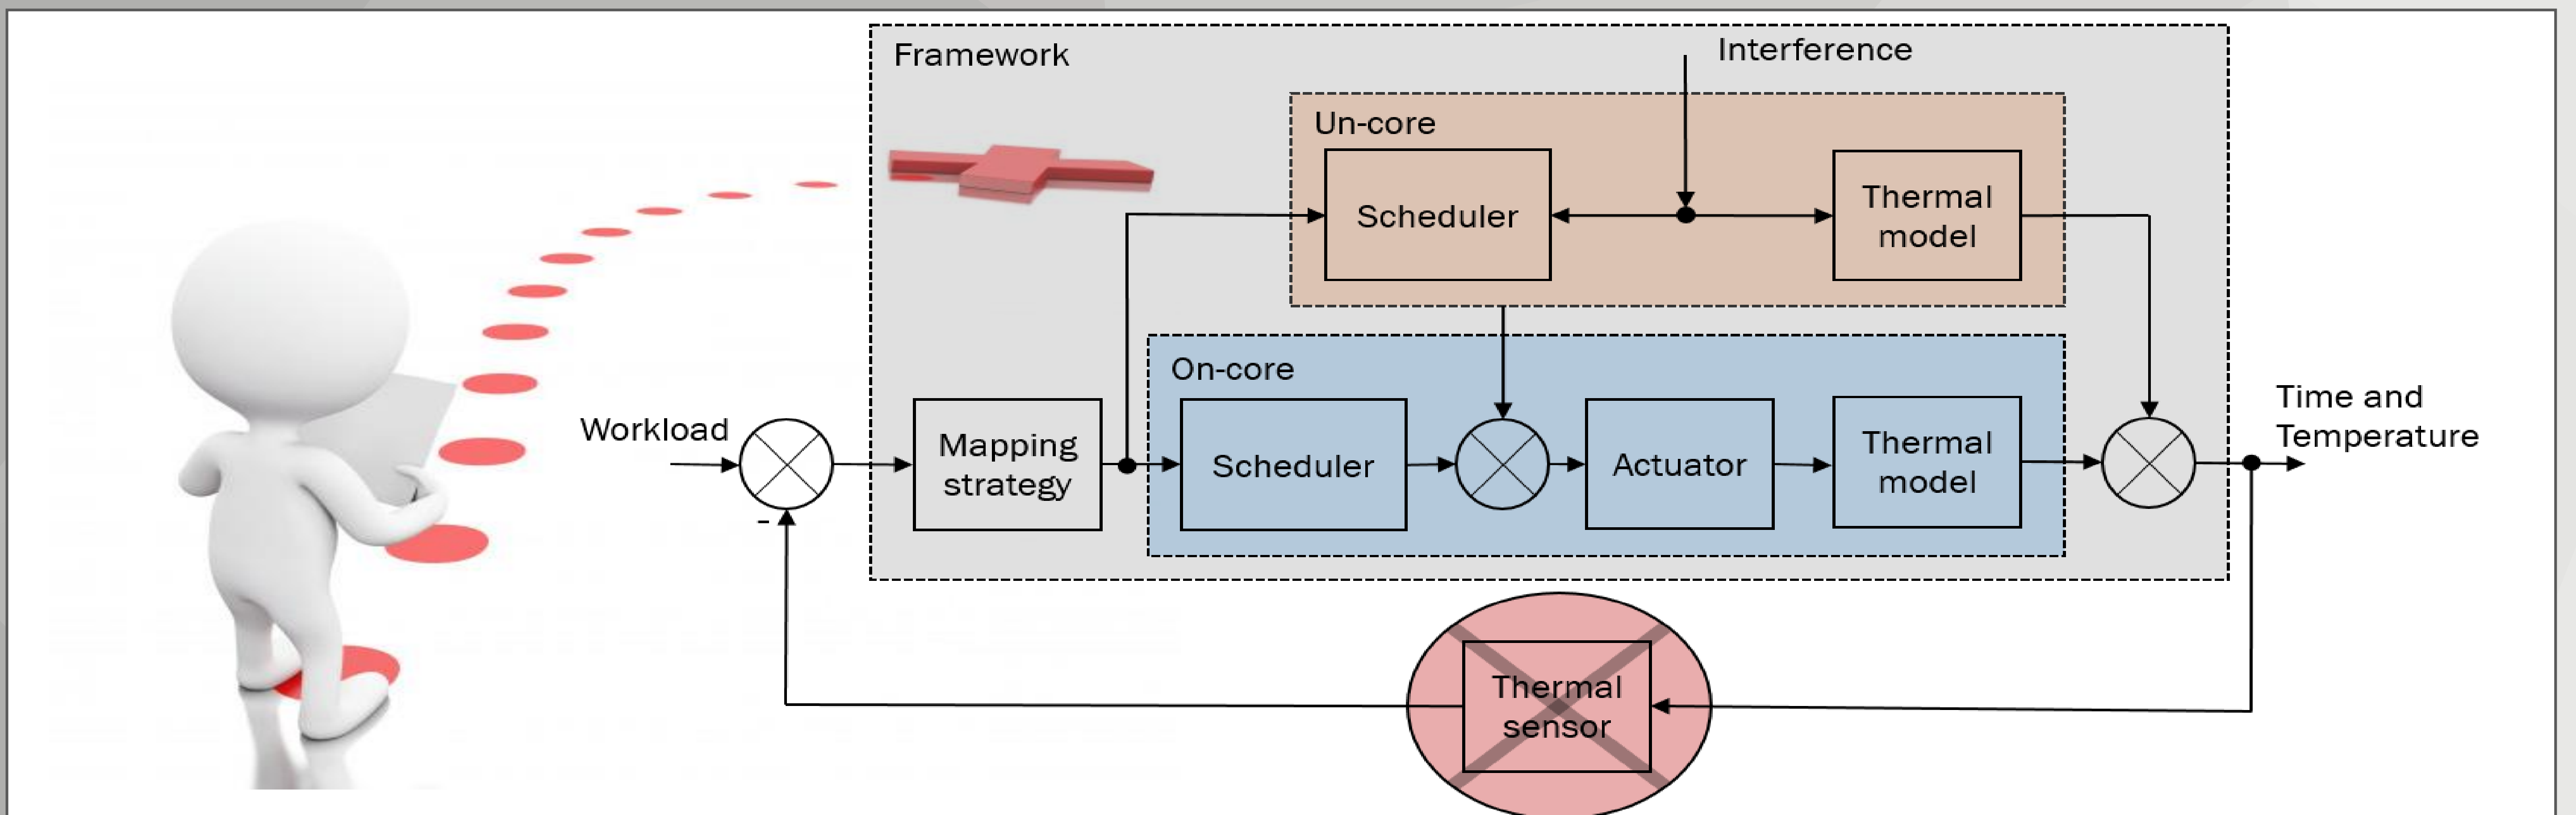 Framework
Interference
Un-core
Scheduler
Thermal
model
On-core
Workload
Mapping
strategy
Scheduler
Actuator
Thermal
model
Time and
Temperature
-
Thermal
sensor